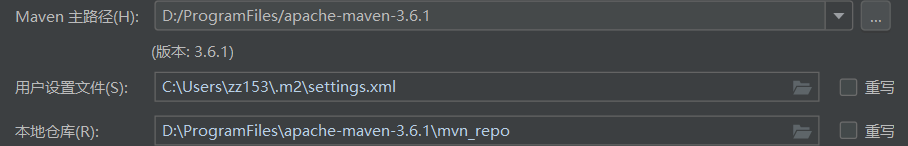 Maven 主路径(H): D:/ProgramFiles/apache-maven-3.6.1 ...
(版本: 3.6.1)
用户设置文件(S): C:\Users\zz153\.m2\settings.xml 重写
本地仓库(R): D:\ProgramFiles\apache-maven-3.6.1\mvn_repo 重写